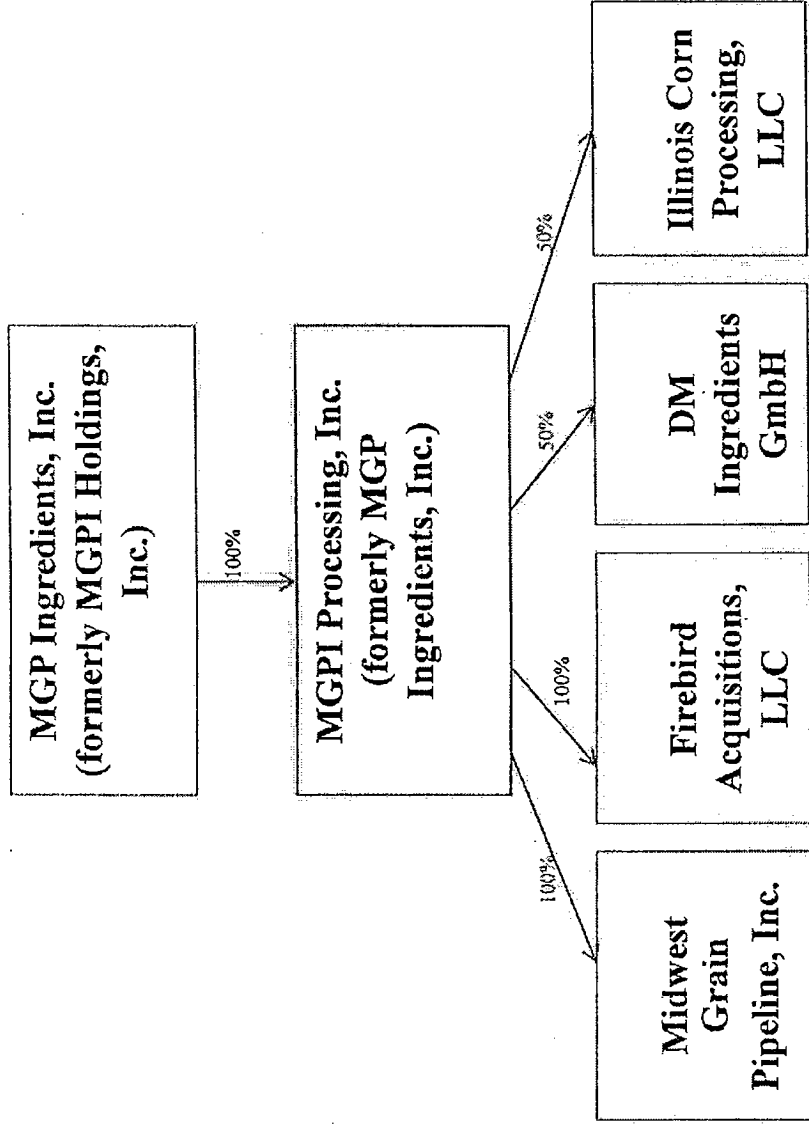 MGP Ingredients, Inc.
(formerly MGPI Holdings,
Inc.)
100%
MGPI Processing, Inc.
(formerly MGP
Ingredients, Inc.)
100%
100%
50%
50%
Midwest
Grain
Pipeline, Inc.
Firebird
Acquisitions,
LLC
DM
Ingredients
GmbH
Illinois Corn
Processing,
LLC